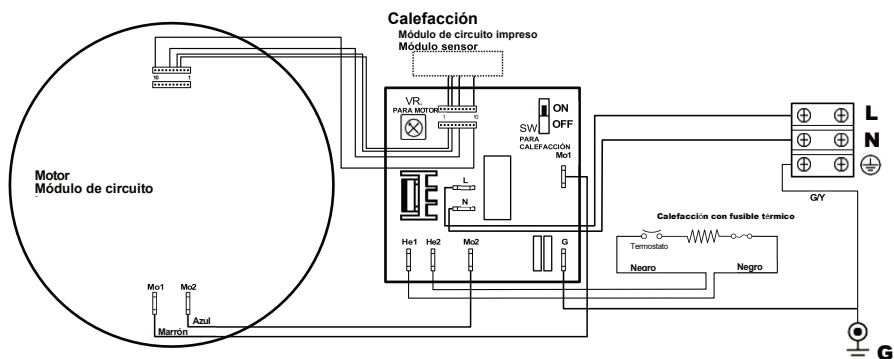 Calefacción
Módulo de circuito impreso
Módulo sensor
10 1
VR.
PARA MOTOR
1 10
ON
OFF
SW.
PARA
CALEFACCIÓN
Mo1
L
N
G/Y
Motor
Módulo de circuito
L
N
Calefacción con fusible térmico
Termostato
Negro Negro
He1 He2 Mo2 G
Mo1 Mo2
Azul
Marrón
G